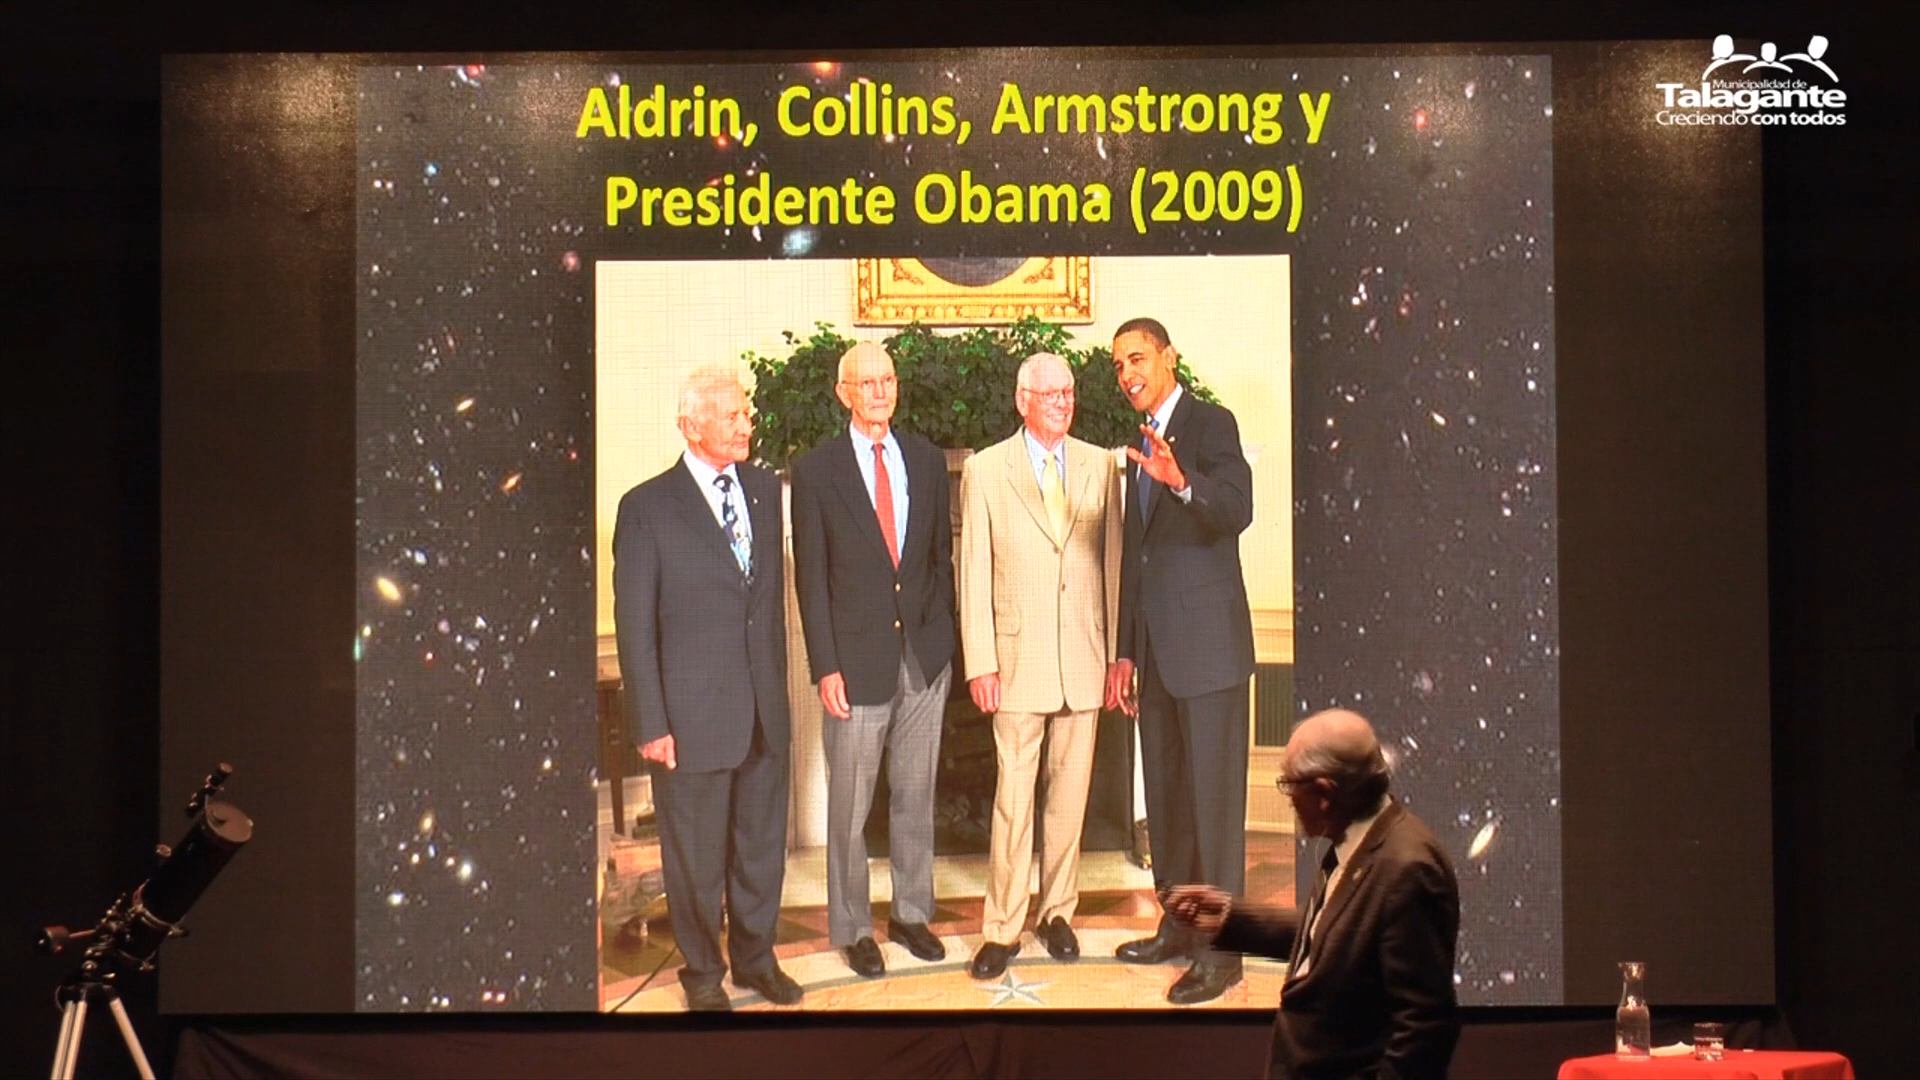 Aldrin, Collins, Armstrong y
Presidente Obama (2009)
Municipalidad de
Talagante
Creciendo con todos